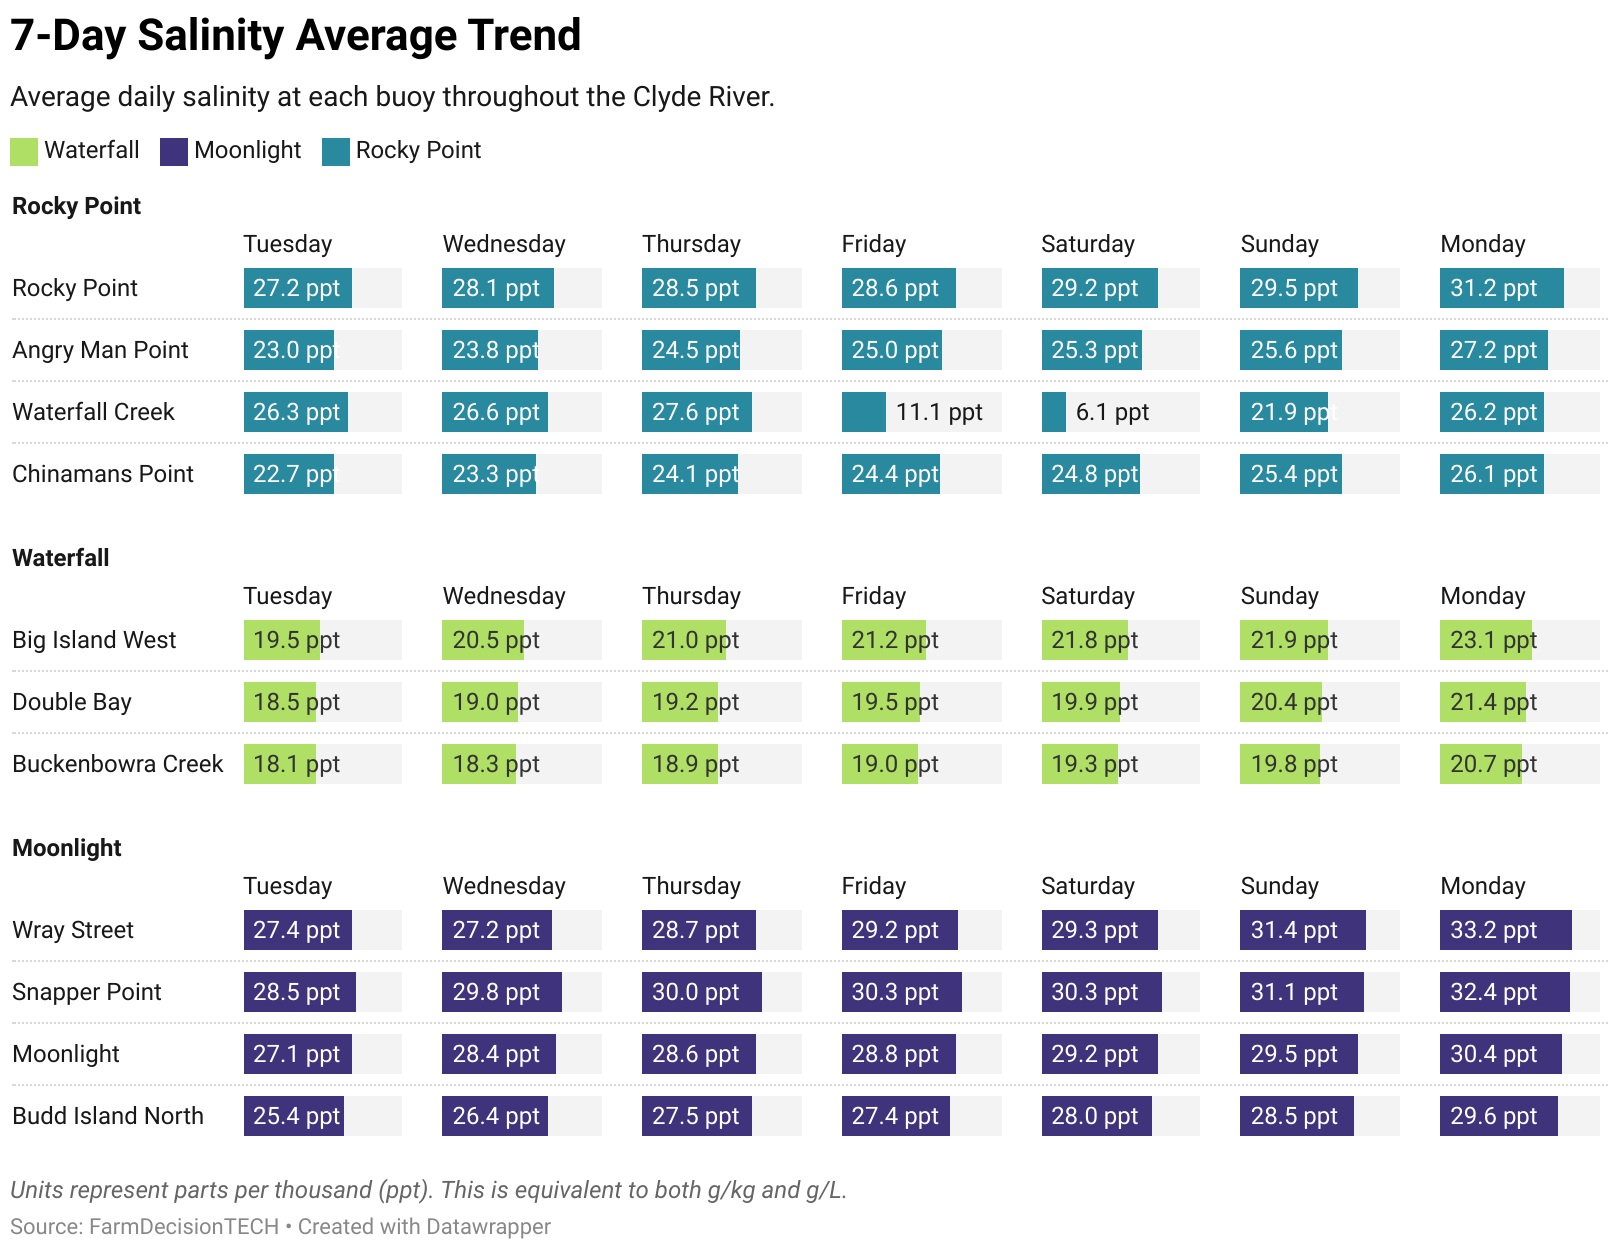 7-Day Salinity Average Trend
Average daily salinity at each buoy throughout the Clyde River.
Waterfall Moonlight Rocky Point
Rocky Point
Tuesday Wednesday Thursday Friday Saturday Sunday Monday
Rocky Point 27.2 ppt 28.1 ppt 28.5 ppt 28.6 ppt 29.2 ppt 29.5 ppt 31.2 ppt
Angry Man Point 23.0 ppt 23.8 ppt 24.5 ppt 25.0 ppt 25.3 ppt 25.6 ppt 27.2 ppt
Waterfall Creek 26.3 ppt 26.6 ppt 27.6 ppt 11.1 ppt 6.1 ppt 21.9 ppt 26.2 ppt
Chinamans Point 22.7 ppt 23.3 ppt 24.1 ppt 24.4 ppt 24.8 ppt 25.4 ppt 26.1 ppt
Waterfall
Tuesday Wednesday Thursday Friday Saturday Sunday Monday
Big Island West 19.5 ppt 20.5 ppt 21.0 ppt 21.2 ppt 21.8 ppt 21.9 ppt 23.1 ppt
Double Bay 18.5 ppt 19.0 ppt 19.2 ppt 19.5 ppt 19.9 ppt 20.4 ppt 21.4 ppt
Buckenbowra Creek 18.1 ppt 18.3 ppt 18.9 ppt 19.0 ppt 19.3 ppt 19.8 ppt 20.7 ppt
Moonlight
Tuesday Wednesday Thursday Friday Saturday Sunday Monday
Wray Street 27.4 ppt 27.2 ppt 28.7 ppt 29.2 ppt 29.3 ppt 31.4 ppt 33.2 ppt
Snapper Point 28.5 ppt 29.8 ppt 30.0 ppt 30.3 ppt 30.3 ppt 31.1 ppt 32.4 ppt
Moonlight 27.1 ppt 28.4 ppt 28.6 ppt 28.8 ppt 29.2 ppt 29.5 ppt 30.4 ppt
Budd Island North 25.4 ppt 26.4 ppt 27.5 ppt 27.4 ppt 28.0 ppt 28.5 ppt 29.6 ppt
Units represent parts per thousand (ppt). This is equivalent to both g/kg and g/L.
Source: FarmDecisionTECH • Created with Datawrapper